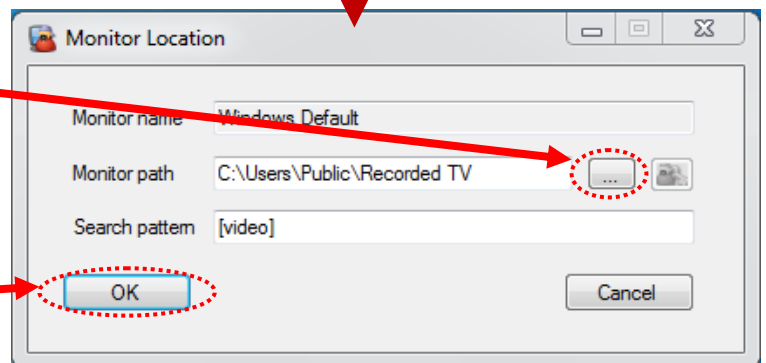 Monitor Location
Monitor name Windows Default
Monitor path C:\Users\Public\Recorded TV ...
Search pattern [video]
OK Cancel